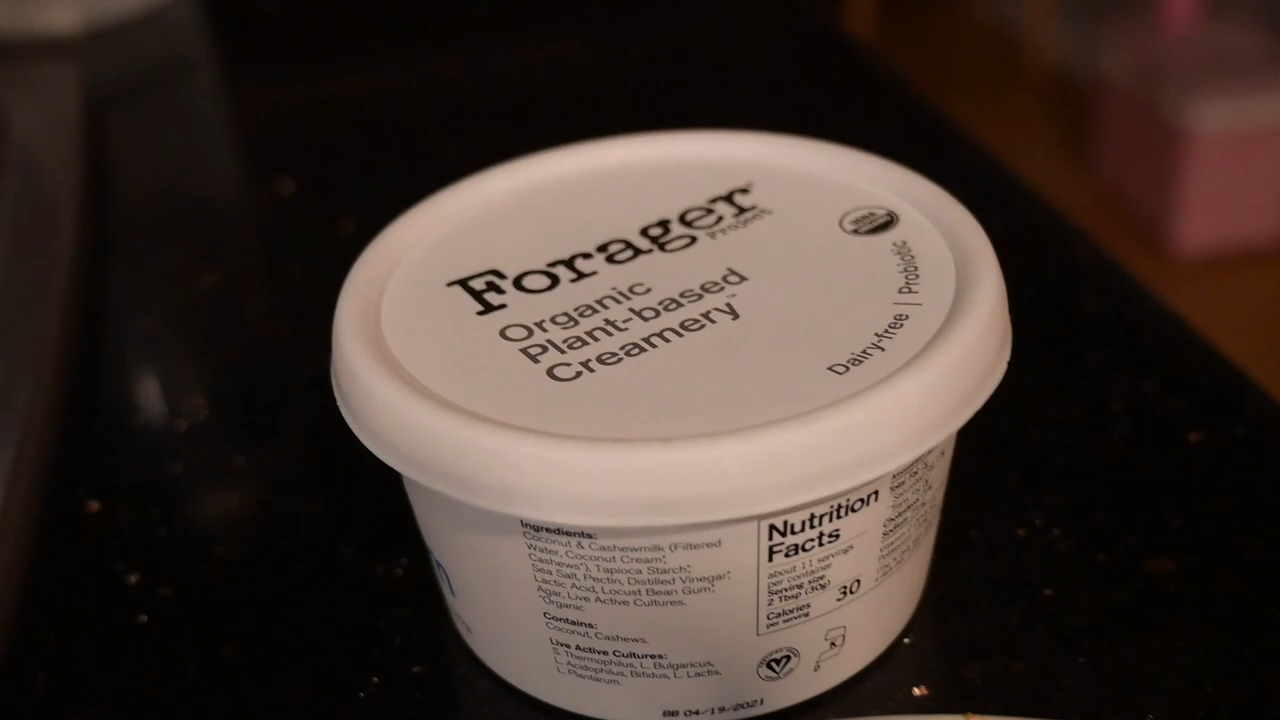 Forager
Project
Organic
Plant-based
Creamery™
USDA
Dairy-free | Probiotic
Ingredients:
Coconut & Cashewmilk (Filtered
Water, Coconut Cream*,
Cashews*), Tapioca Starch*,
Sea Salt, Pectin, Distilled Vinegar*,
Lactic Acid, Locust Bean Gum*,
Agar, Live Active Cultures.
*Organic
Contains:
Coconut, Cashews.
Live Active Cultures:
S. Thermophilus, L. Bulgaricus,
L. Acidophilus, Bifidus, L. Lactis,
L. Plantarum.
Nutrition
Facts
about 11 servings
per container
Serving size
2 Tbsp (30g)
Calories 30
per serving
BB 04/19/2021